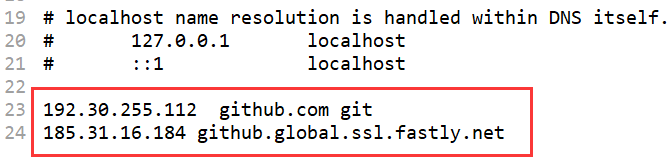 19 # localhost name resolution is handled within DNS itself.
20 #       127.0.0.1       localhost
21 #       ::1             localhost
22
23 192.30.255.112  github.com git
24 185.31.16.184 github.global.ssl.fastly.net